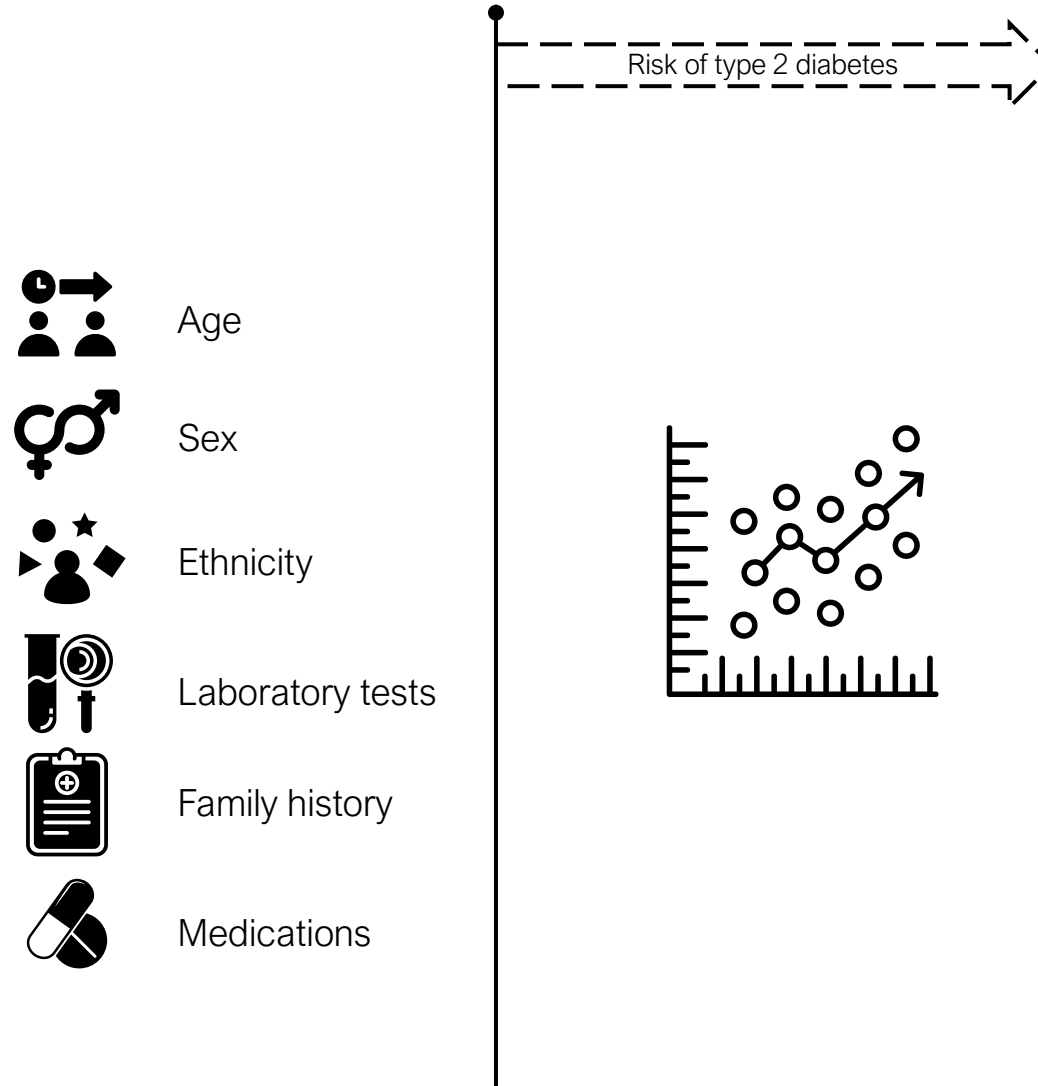 Risk of type 2 diabetes
Age
Sex
Ethnicity
Laboratory tests
Family history
Medications